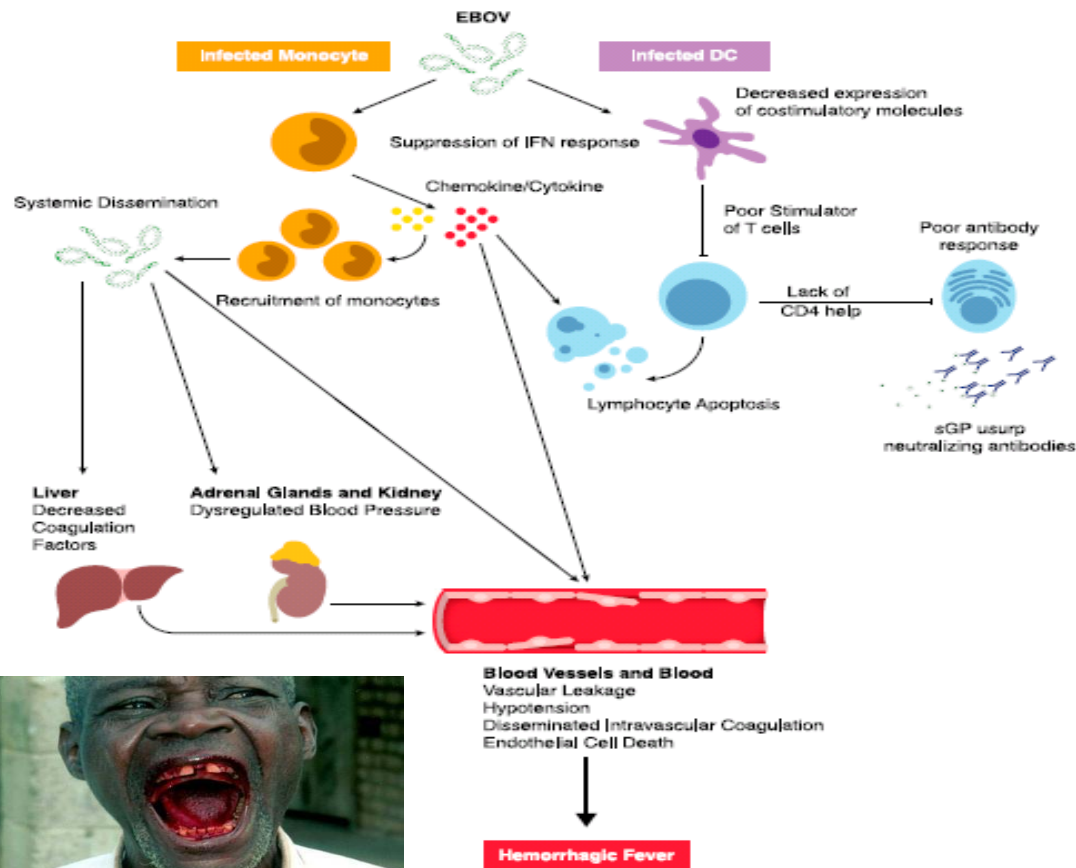 EBOV
Infected Monocyte
Infected DC
Decreased expression
of costimulatory molecules
Suppression of IFN response
Chemokine/Cytokine
Systemic Dissemination
Poor Stimulator
of T cells
Poor antibody
response
Recruitment of monocytes
Lack of
CD4 help
Lymphocyte Apoptosis
sGP usurp
neutralizing antibodies
Liver
Decreased
Coagulation
Factors
Adrenal Glands and Kidney
Dysregulated Blood Pressure
Blood Vessels and Blood
Vascular Leakage
Hypotension
Disseminated Intravascular Coagulation
Endothelial Cell Death
Hemorrhagic Fever